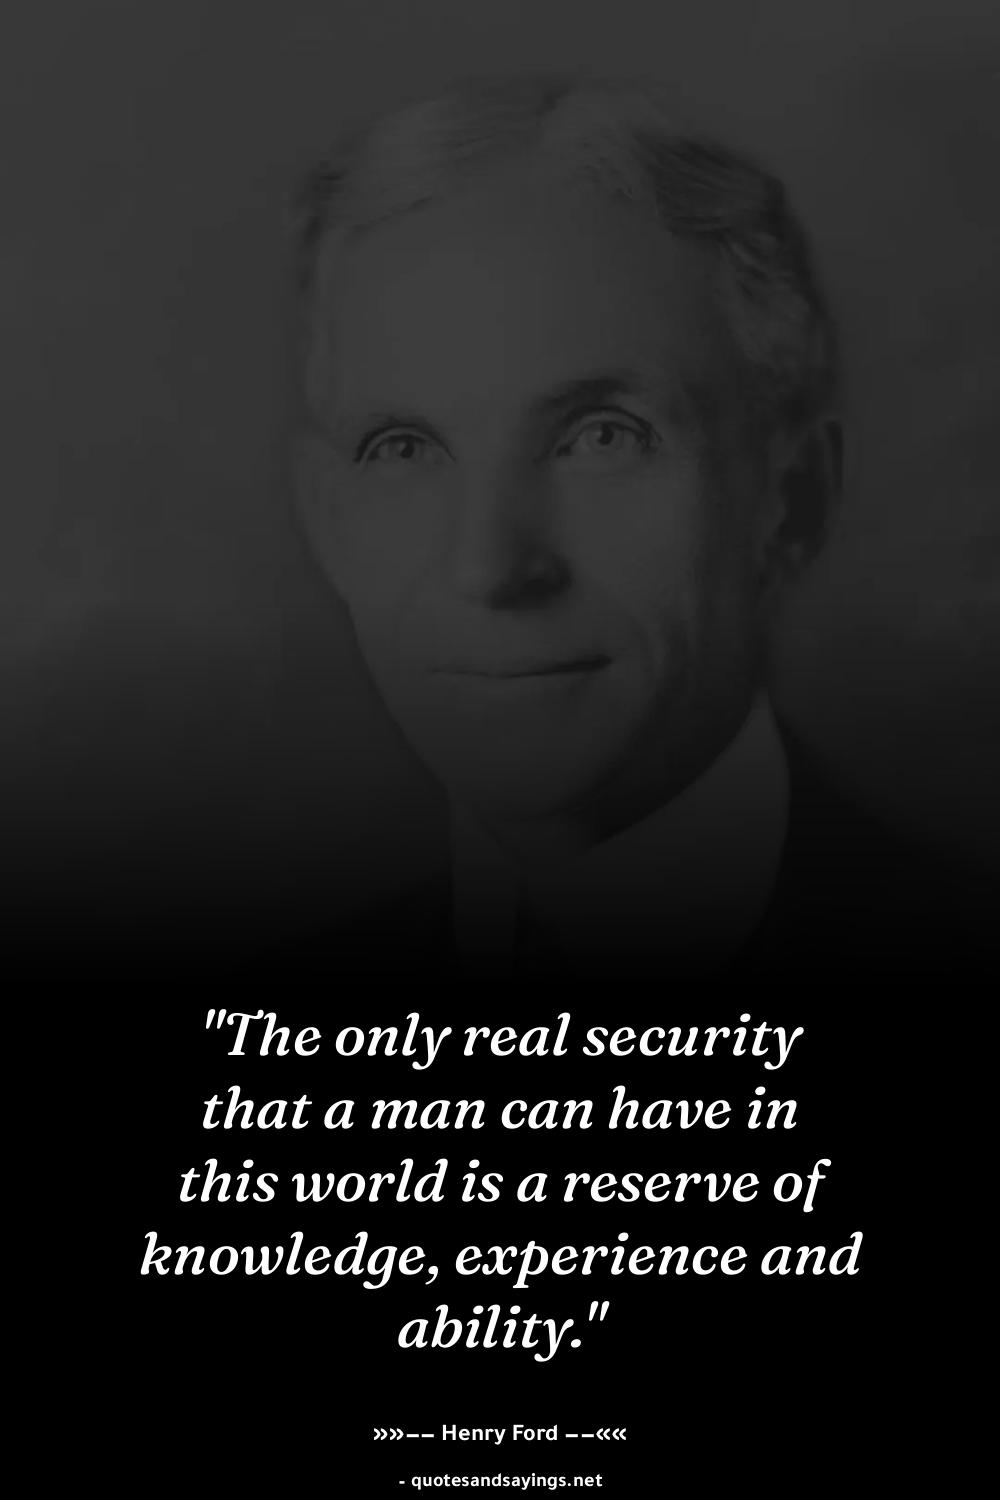 "The only real security
that a man can have in
this world is a reserve of
knowledge, experience and
ability."
»»−− Henry Ford −−««
- quotesandsayings.net